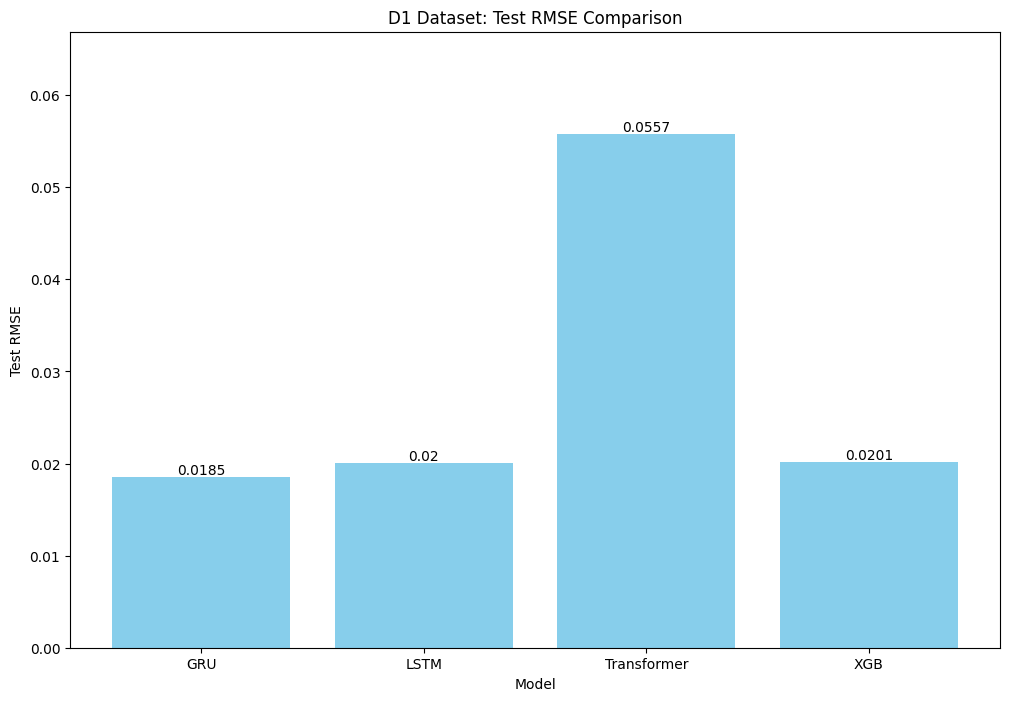 D1 Dataset: Test RMSE Comparison
Test RMSE
0.06
0.05
0.04
0.03
0.02
0.01
0.00
0.0185
0.02
0.0557
0.0201
GRU
LSTM
Transformer
XGB
Model